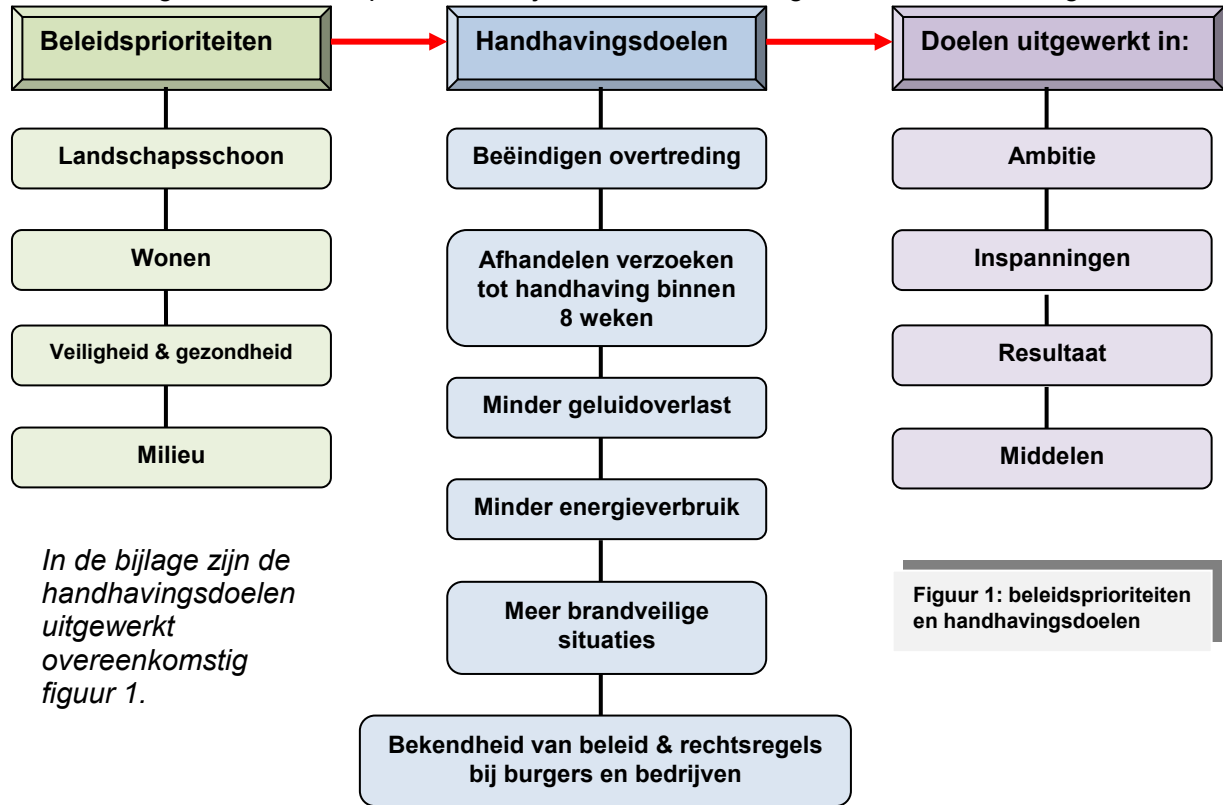 Beleidsprioriteiten
Landschapsschoon
Wonen
Veiligheid & gezondheid
Milieu
In de bijlage zijn de
handhavingsdoelen
uitgewerkt
overeenkomstig
figuur 1.
Handhavingsdoelen
Beëindigen overtreding
Afhandelen verzoeken
tot handhaving binnen
8 weken
Minder geluidoverlast
Minder energieverbruik
Meer brandveilige
situaties
Bekendheid van beleid & rechtsregels
bij burgers en bedrijven
Doelen uitgewerkt in:
Ambitie
Inspanningen
Resultaat
Middelen
Figuur 1: beleidsprioriteiten
en handhavingsdoelen